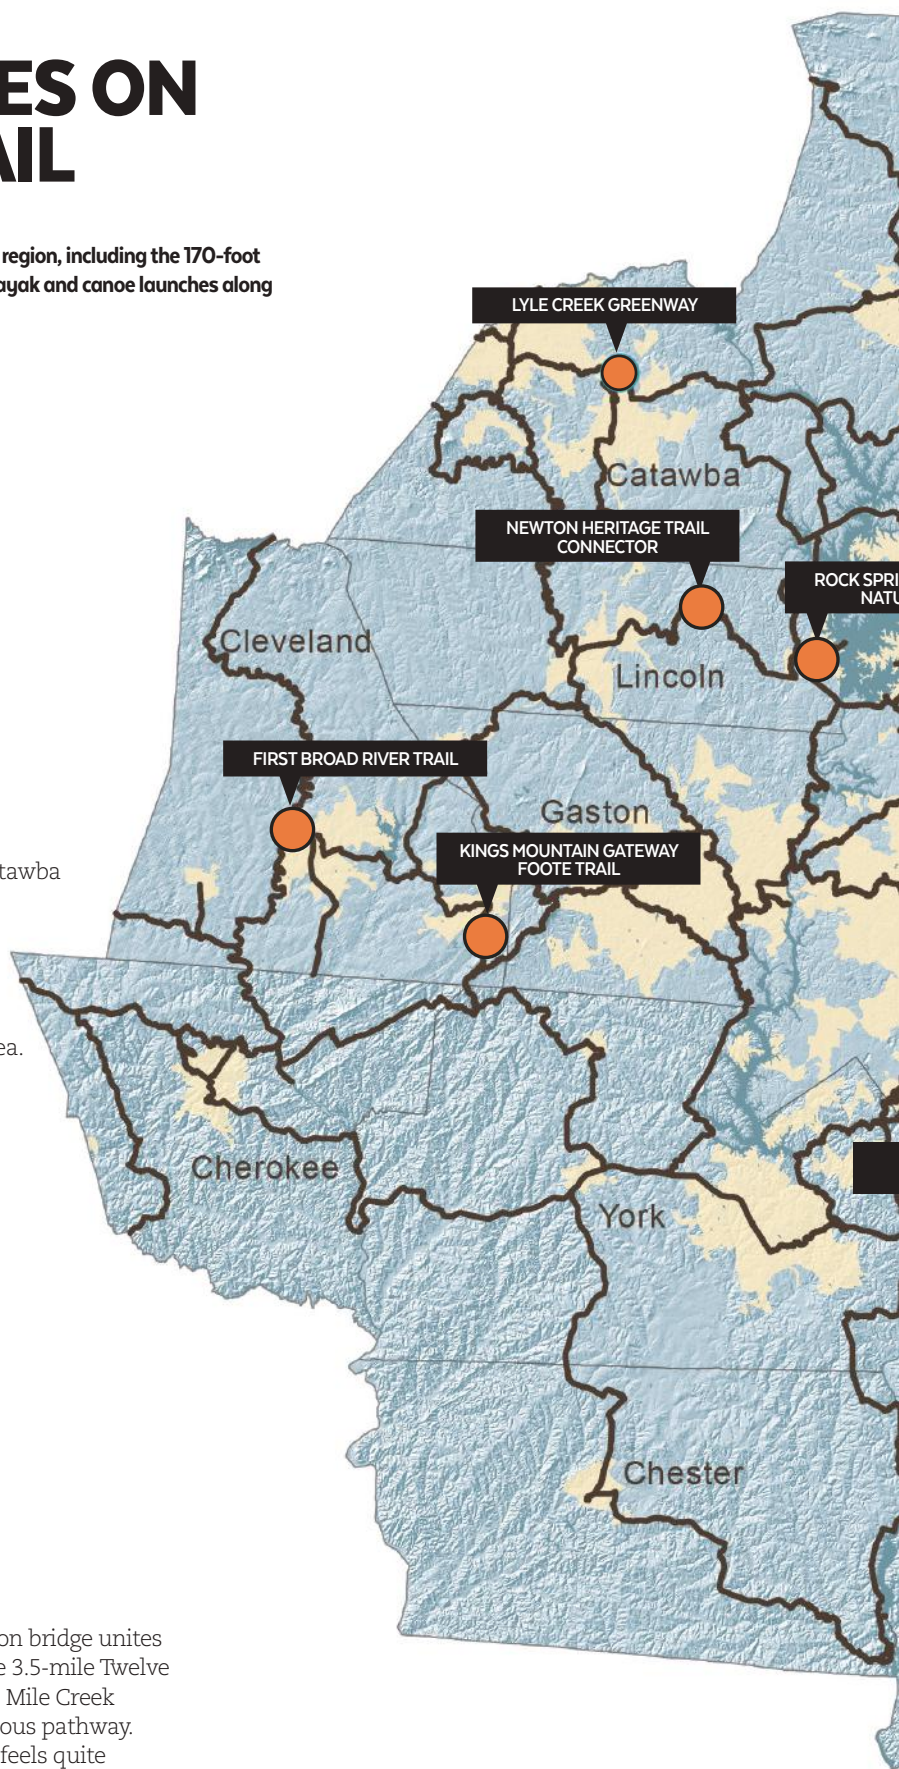 ES ON
AIL
region, including the 170-foot
ayak and canoe launches along
LYLE CREEK GREENWAY
Catawba
NEWTON HERITAGE TRAIL
CONNECTOR
ROCK SPRI
NATU
Cleveland
Lincoln
FIRST BROAD RIVER TRAIL
Gaston
KINGS MOUNTAIN GATEWAY
FOOTE TRAIL
tawba
ea.
Cherokee
York
Chester
on bridge unites
e 3.5-mile Twelve
Mile Creek
ous pathway.
feels quite